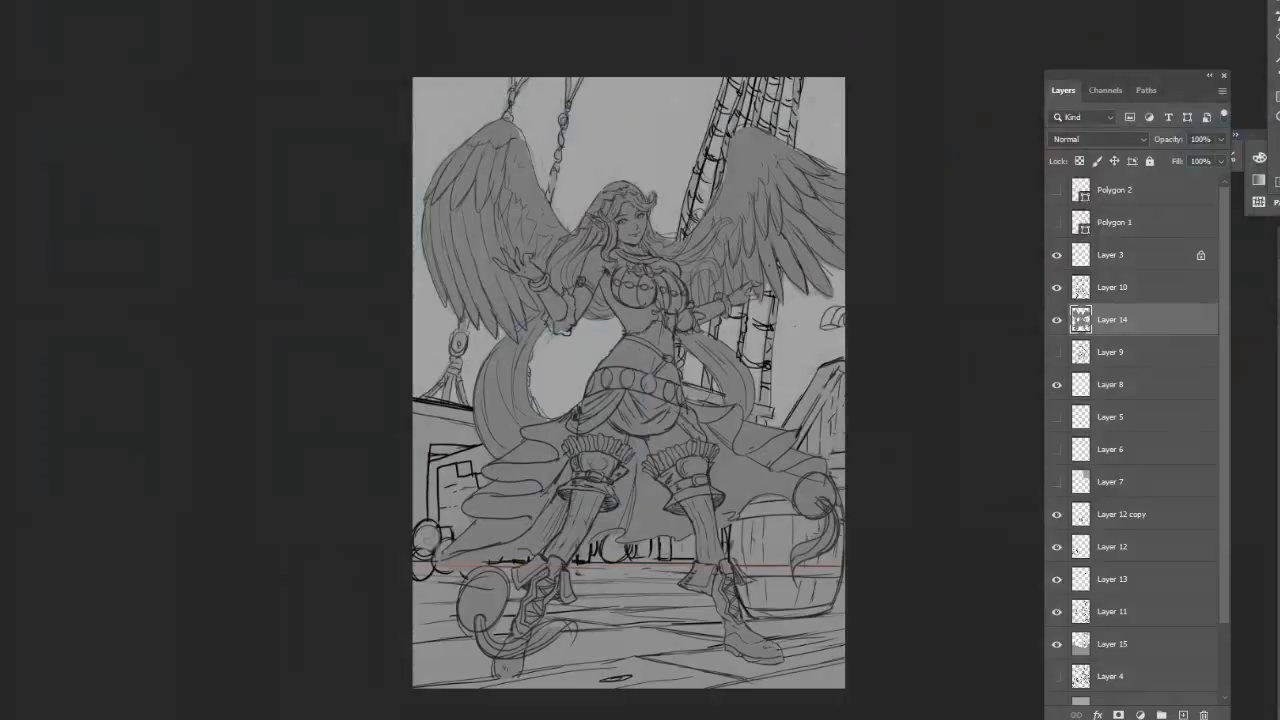 Layers Channels Paths
Kind
Normal Opacity: 100%
Lock: Fill: 100%
Polygon 2
Polygon 1
Layer 3
Layer 10
Layer 14
Layer 9
Layer 8
Layer 5
Layer 6
Layer 7
Layer 12 copy
Layer 12
Layer 13
Layer 11
Layer 15
Layer 4
fx